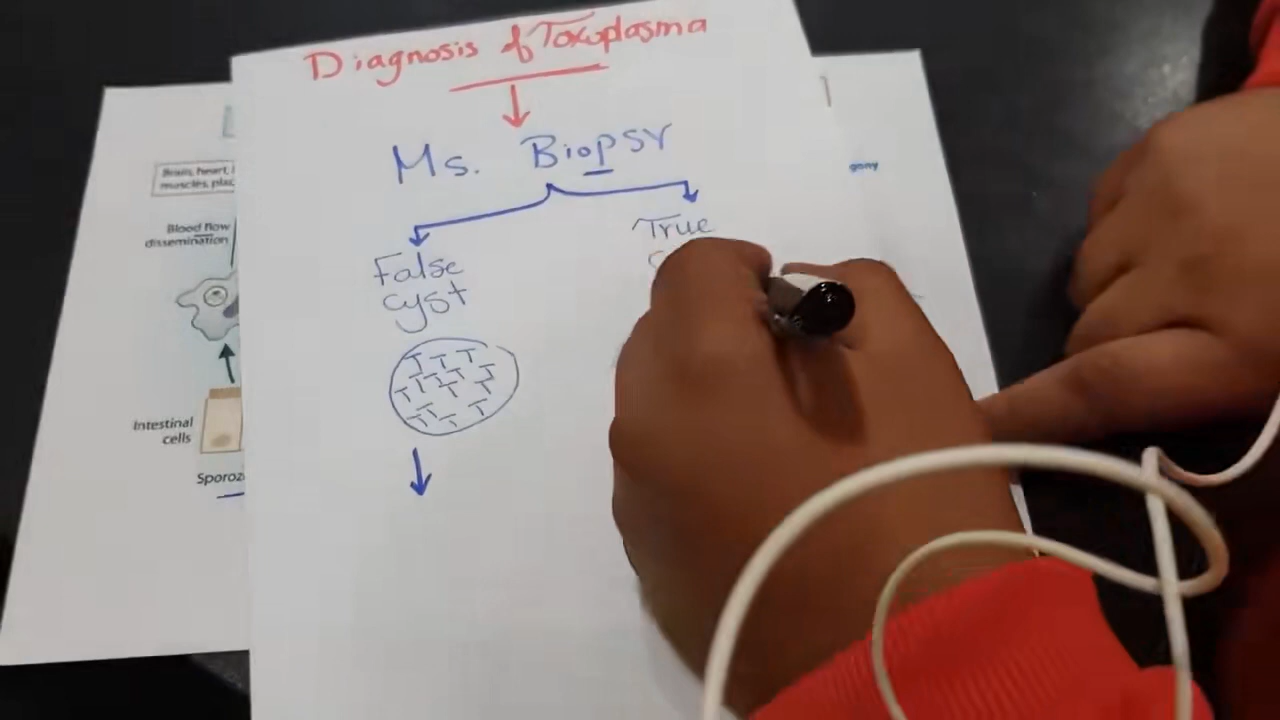 Diagnosis of Toxoplasma
Ms. Biopsy
False
cyst
True
T T T
T T T T T
T T T T
T T T T
Brain, heart,
muscles, plac
Blood flow
dissemination
Intestinal
cells
Sporoz
gony